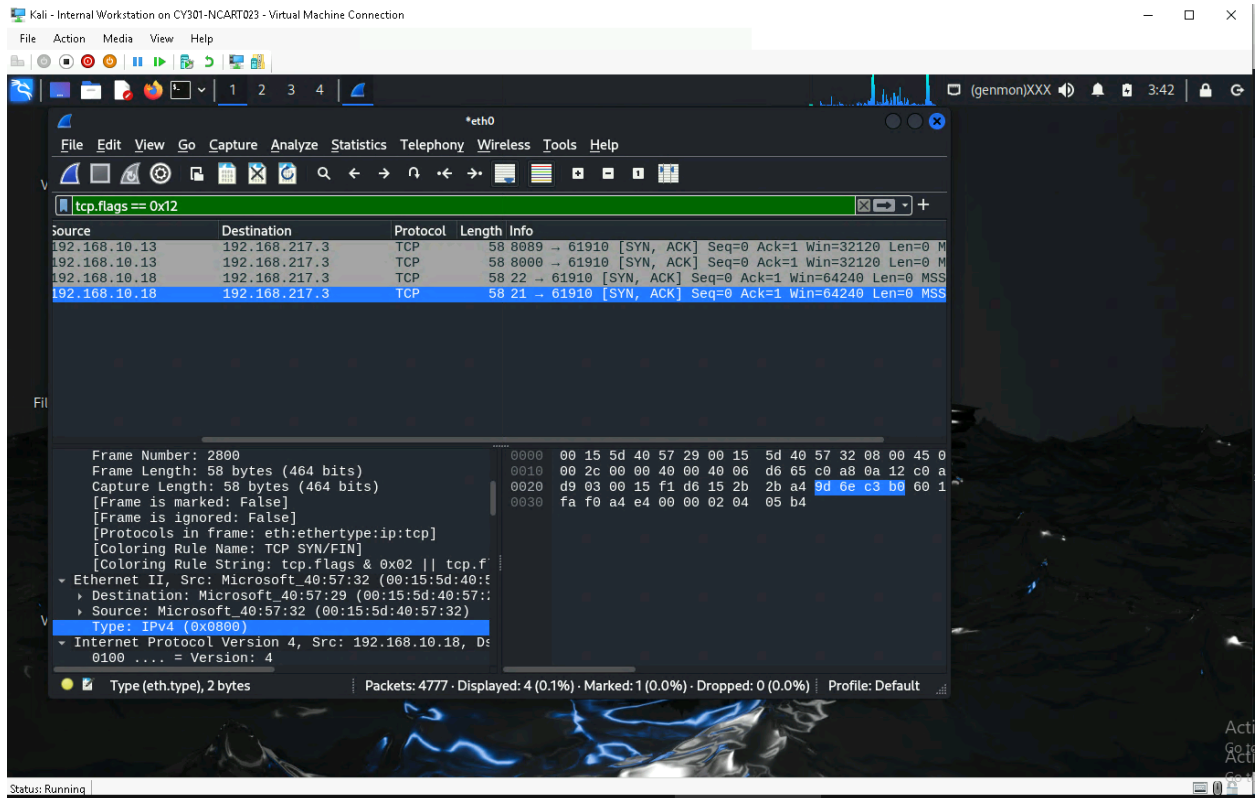 Kali - Internal Workstation on CY301-NCART023 - Virtual Machine Connection
File Action Media View Help
1 2 3 4 (genmon)XXX 3:42
*eth0
File Edit View Go Capture Analyze Statistics Telephony Wireless Tools Help
tcp.flags == 0x12
Source Destination Protocol Length Info
192.168.10.13 192.168.217.3 TCP 58 8089 → 61910 [SYN, ACK] Seq=0 Ack=1 Win=32120 Len=0 M
192.168.10.13 192.168.217.3 TCP 58 8000 → 61910 [SYN, ACK] Seq=0 Ack=1 Win=32120 Len=0 M
192.168.10.18 192.168.217.3 TCP 58 22 → 61910 [SYN, ACK] Seq=0 Ack=1 Win=64240 Len=0 MSS
192.168.10.18 192.168.217.3 TCP 58 21 → 61910 [SYN, ACK] Seq=0 Ack=1 Win=64240 Len=0 MSS
Fil
Frame Number: 2800
Frame Length: 58 bytes (464 bits)
Capture Length: 58 bytes (464 bits)
[Frame is marked: False]
[Frame is ignored: False]
[Protocols in frame: eth:ethertype:ip:tcp]
[Coloring Rule Name: TCP SYN/FIN]
[Coloring Rule String: tcp.flags & 0x02 || tcp.f
Ethernet II, Src: Microsoft_40:57:32 (00:15:5d:40:5
Destination: Microsoft_40:57:29 (00:15:5d:40:57:
Source: Microsoft_40:57:32 (00:15:5d:40:57:32)
Type: IPv4 (0x0800)
Internet Protocol Version 4, Src: 192.168.10.18, Ds
0100 .... = Version: 4
0000 00 15 5d 40 57 29 00 15 5d 40 57 32 08 00 45 0
0010 00 2c 00 00 40 00 40 06 d6 65 c0 a8 0a 12 c0 a
0020 d9 03 00 15 f1 d6 15 2b 2b a4 9d 6e c3 b0 60 1
0030 fa f0 a4 e4 00 00 02 04 05 b4
Type (eth.type), 2 bytes Packets: 4777 · Displayed: 4 (0.1%) · Marked: 1 (0.0%) · Dropped: 0 (0.0%) Profile: Default
Acti
Acti
Status: Running